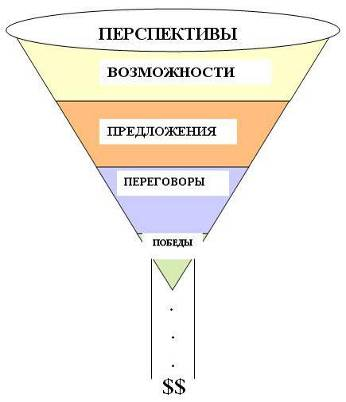 ПЕРСПЕКТИВЫ
ВОЗМОЖНОСТИ
ПРЕДЛОЖЕНИЯ
ПЕРЕГОВОРЫ
ПОБЕДЫ
.
.
.
$$